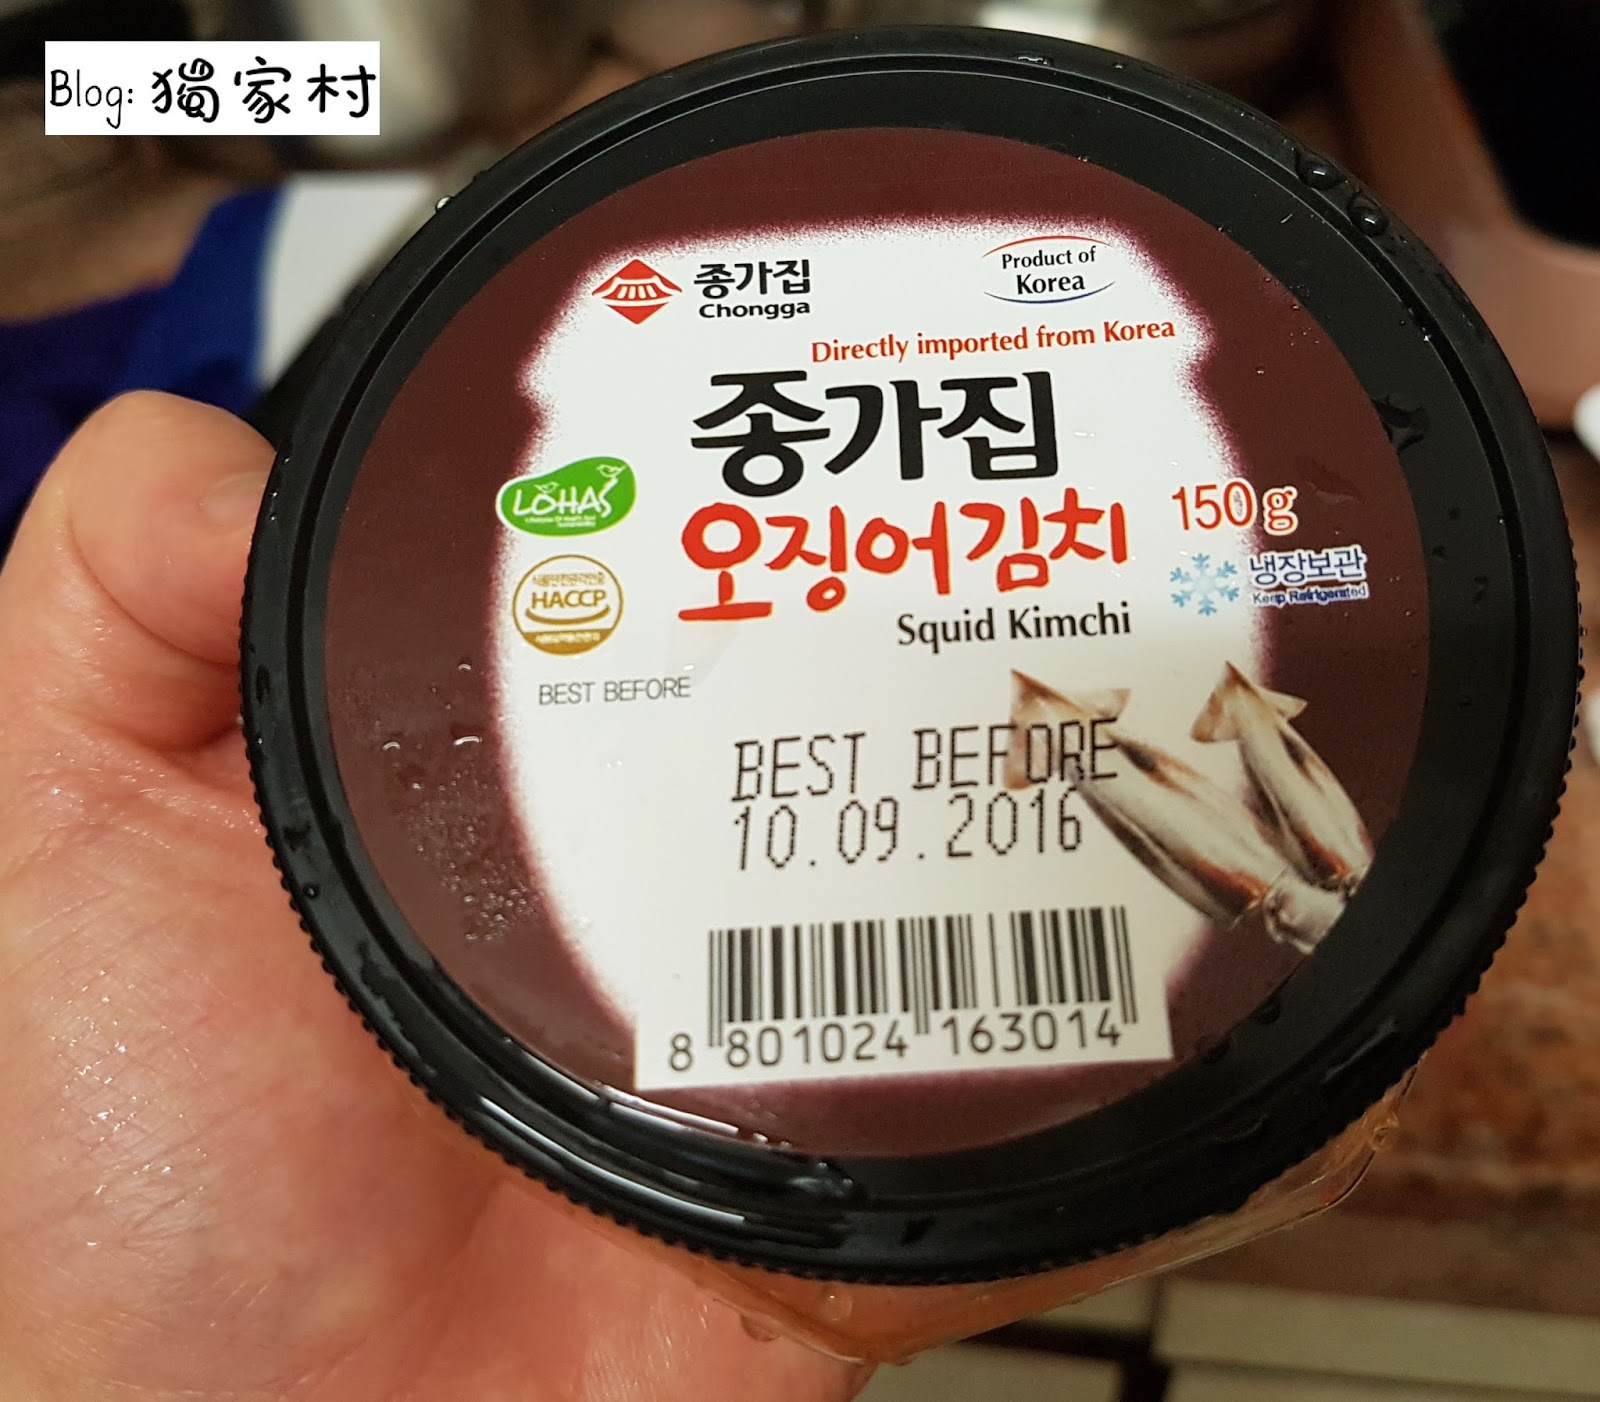 Blog: 獨家村
종가집
Chongga
Product of
Korea
Directly imported from Korea
종가집
오징어김치
150g
Squid Kimchi
냉장보관
Keep Refrigerated
LOHAS
HACCP
BEST BEFORE
BEST BEFORE
10.09.2016
8 801024 163014